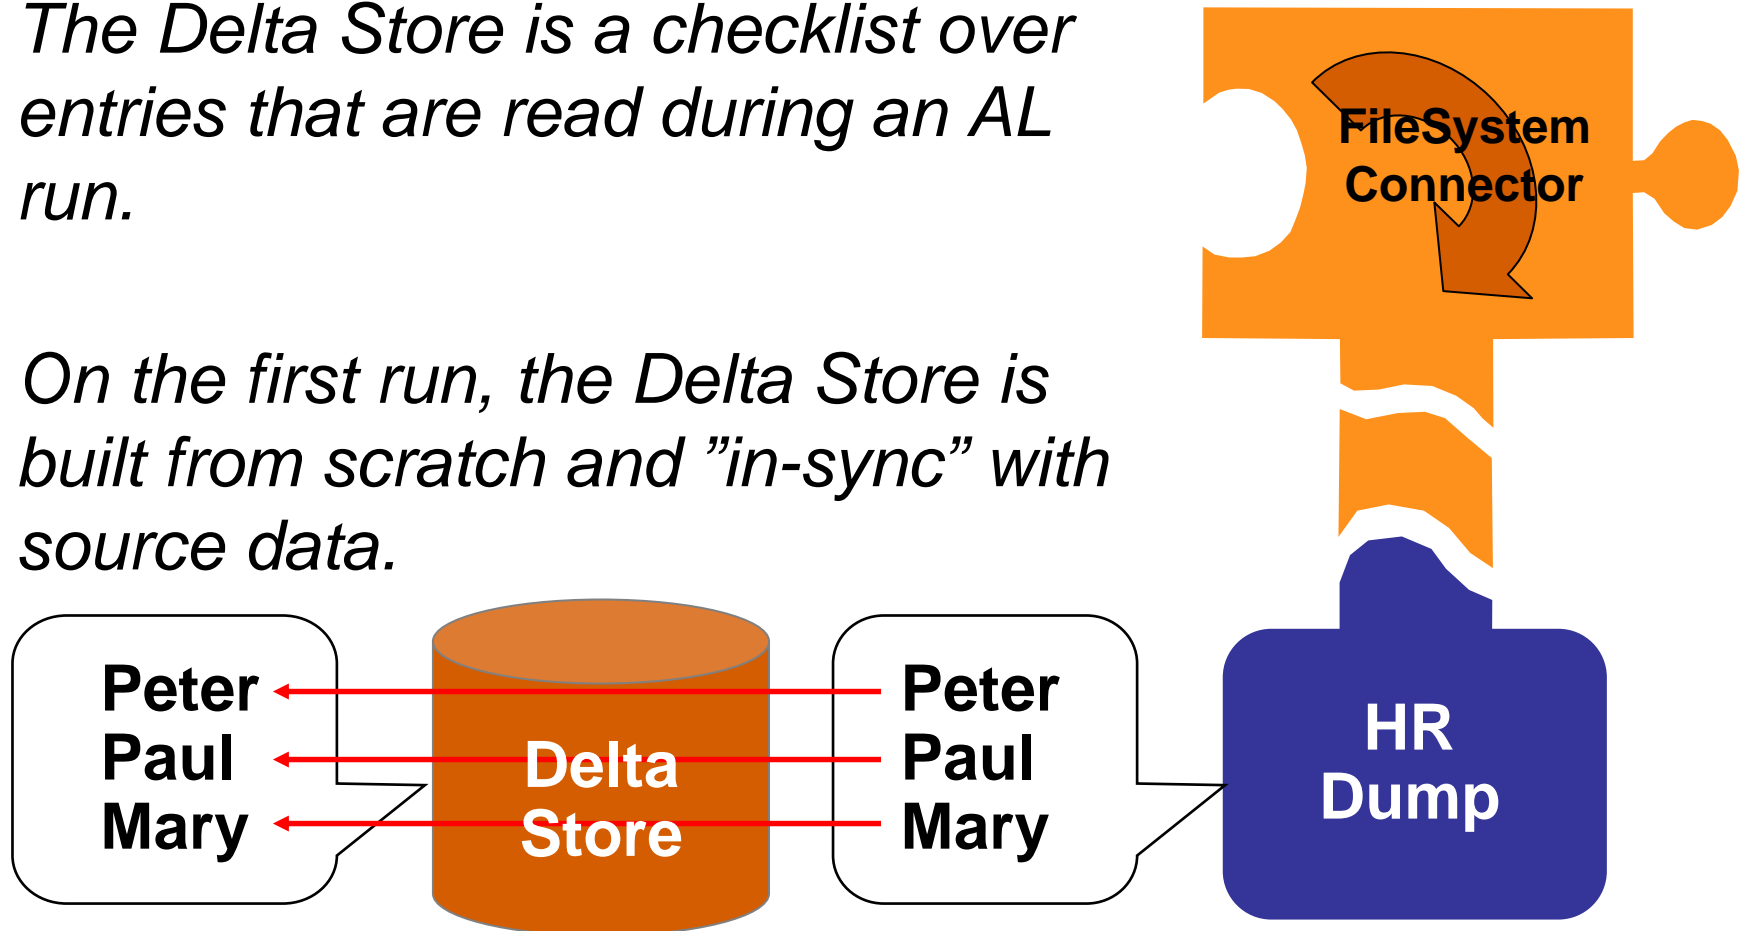 The Delta Store is a checklist over
entries that are read during an AL
run.
On the first run, the Delta Store is
built from scratch and ”in-sync” with
source data.
FileSystem
Connector
Peter
Paul
Mary
Delta
Store
Peter
Paul
Mary
HR
Dump